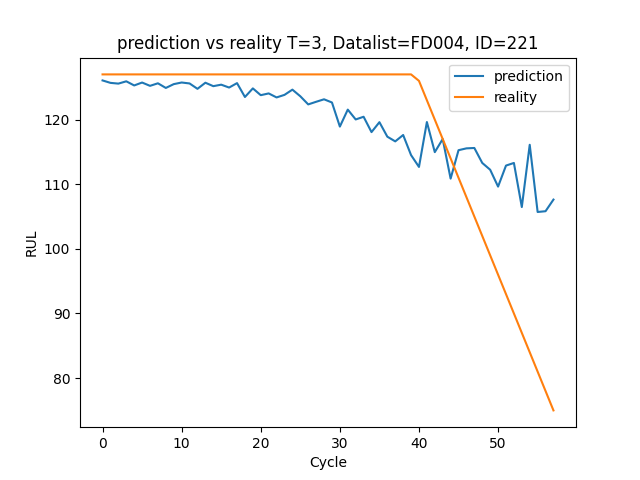 prediction vs reality T=3, Datalist=FD004, ID=221
prediction
reality
RUL
120
110
100
90
80
0 10 20 30 40 50
Cycle